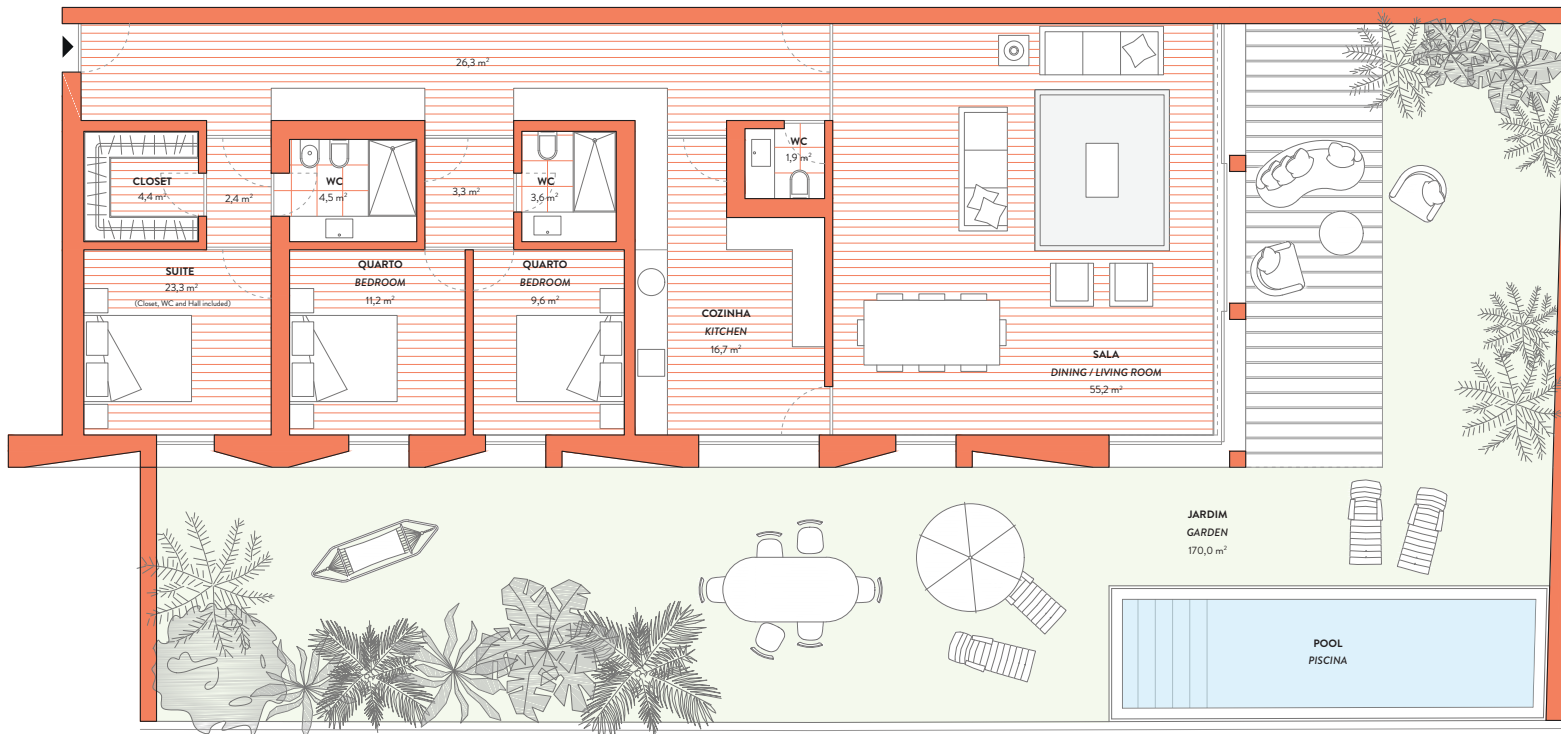 26,3 m²
CLOSET
4,4 m²
2,4 m²
WC
4,5 m²
3,3 m²
WC
3,6 m²
WC
1,9 m²
SUITE
23,3 m²
(Closet, WC and Hall included)
QUARTO
BEDROOM
11,2 m²
QUARTO
BEDROOM
9,6 m²
COZINHA
KITCHEN
16,7 m²
SALA
DINING / LIVING ROOM
55,2 m²
JARDIM
GARDEN
170,0 m²
POOL
PISCINA